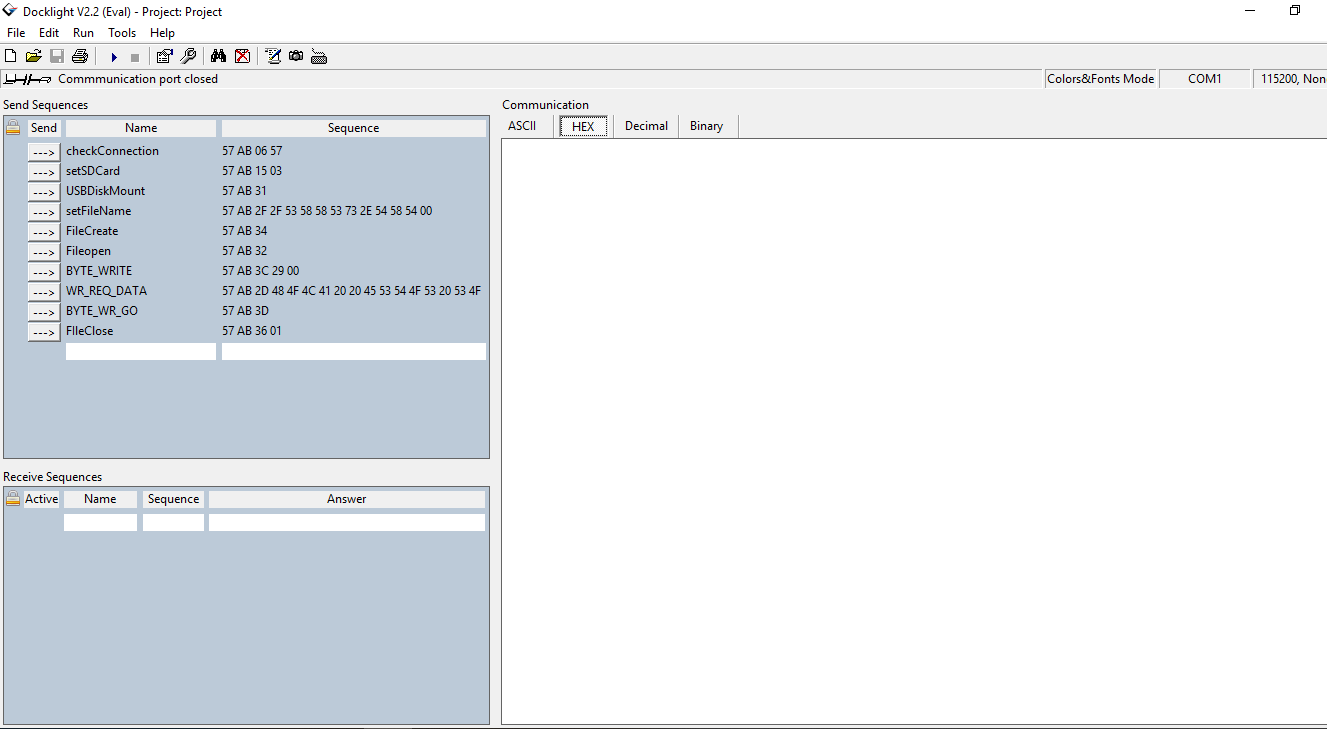 Docklight V2.2 (Eval) - Project: Project
File Edit Run Tools Help
Commmunication port closed Colors&Fonts Mode COM1 115200, Non
Send Sequences
Send Name Sequence
---> checkConnection 57 AB 06 57
---> setSDCard 57 AB 15 03
---> USBDiskMount 57 AB 31
---> setFileName 57 AB 2F 2F 53 58 58 53 73 2E 54 58 54 00
---> FileCreate 57 AB 34
---> Fileopen 57 AB 32
---> BYTE_WRITE 57 AB 3C 29 00
---> WR_REQ_DATA 57 AB 2D 48 4F 4C 41 20 20 45 53 54 4F 53 20 53 4F
---> BYTE_WR_GO 57 AB 3D
---> FIleClose 57 AB 36 01
Receive Sequences
Active Name Sequence Answer
Communication
ASCII HEX Decimal Binary